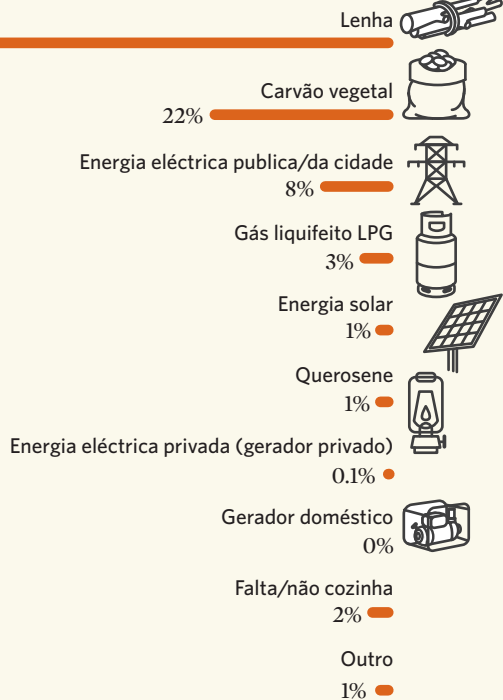 Lenha
Carvão vegetal
22%
Energia eléctrica publica/da cidade
8%
Gás liquifeito LPG
3%
Energia solar
1%
Querosene
1%
Energia eléctrica privada (gerador privado)
0.1%
Gerador doméstico
0%
Falta/não cozinha
2%
Outro
1%